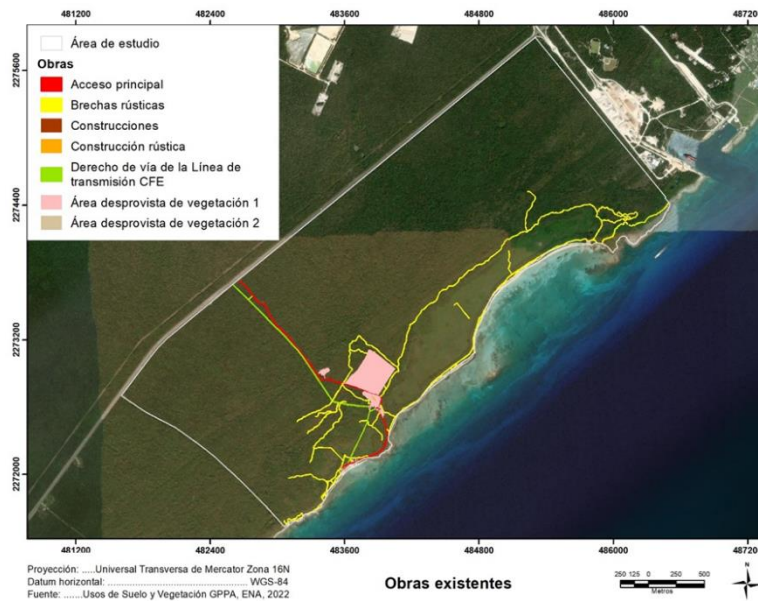 481200 482400 483600 484800 486000 48720
Área de estudio
Obras
Acceso principal
Brechas rústicas
Construcciones
Construcción rústica
Derecho de vía de la Línea de
transmisión CFE
Área desprovista de vegetación 1
Área desprovista de vegetación 2
2275600
2274400
2273200
2272000
481200 482400 483600 484800 486000 48720
Proyección: .....Universal Transversa de Mercator Zona 16N
Datum horizontal: ........................................ WGS-84
Fuente: .......Usos de Suelo y Vegetación GPPA, ENA, 2022
Obras existentes
250 125 0 250 500
Metros
N